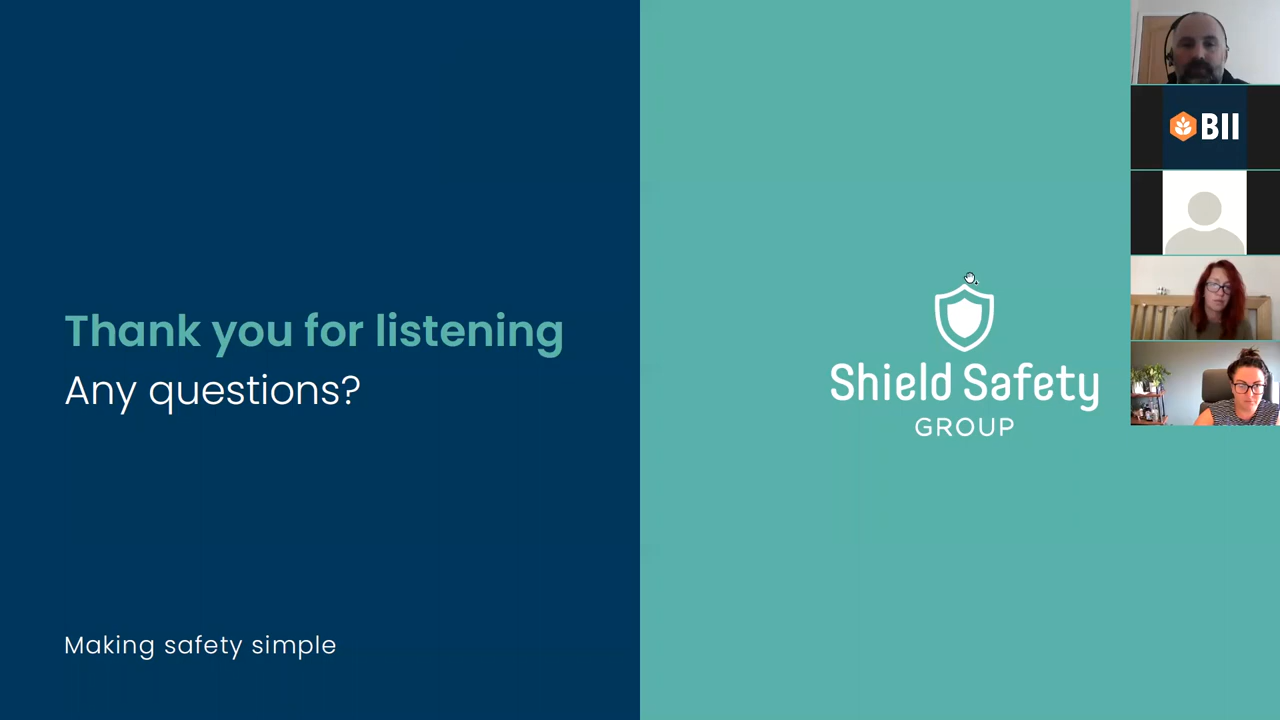 Thank you for listening
Any questions?
Making safety simple
Shield Safety
GROUP
BII